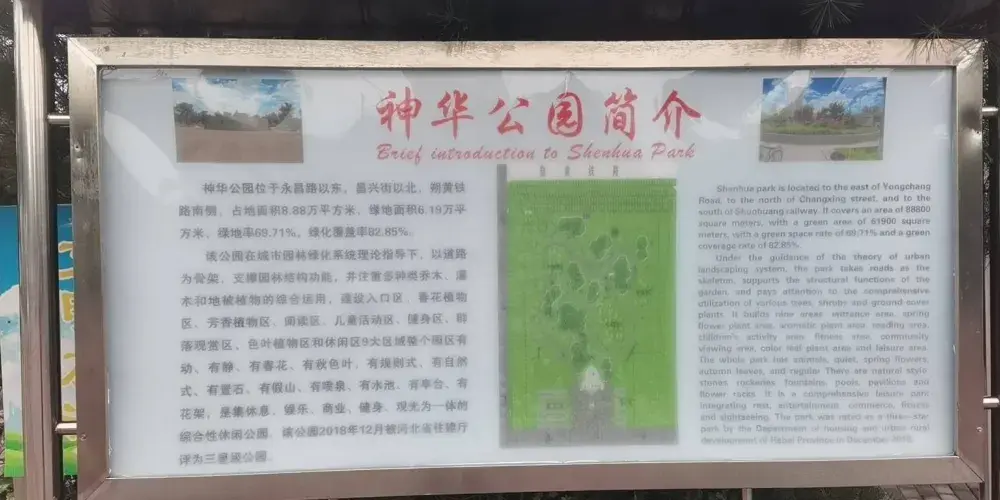 神华公园简介
Brief introduction to Shenhua Park
神华公园位于永昌路以东、昌兴街以北、朔黄铁
路南侧，占地面积8.88万平方米、绿地面积6.19万平
方米、绿地率69.71%、绿化覆盖率82.85%。
该公园在城市园林绿化系统理论指导下，以道路
为骨架、支撑园林结构功能，并注重多种类乔木、灌
木和地被植物的综合运用，建设入口区、春花植物
区、芳香植物区、阅读区、儿童活动区、健身区、群
落观赏区、色叶植物区和休闲区9大区域整个园区有
动、有静、有春花、有秋色叶、有规则式、有自然
式、有置石、有假山、有喷泉、有水池、有亭台、有
花架，是集休息、娱乐、商业、健身、观光为一体的
综合性休闲公园。该公园2018年12月被河北省住建厅
评为三星级公园。
Shenhua park is located to the east of Yongchang
Road, to the north of Changxing street, and to the
south of Shuohuang railway. It covers an area of 88800
square meters, with a green area of 61900 square
meters, with a green space rate of 69.71% and a green
coverage rate of 82.85%.
Under the guidance of the theory of urban
landscaping system, the park takes roads as the
skeleton, supports the structural functions of the
garden, and pays attention to the comprehensive
utilization of various trees, shrubs and ground cover
plants. It builds nine areas: entrance area, spring
flower plant area, aromatic plant area, reading area,
children's activity area, fitness area, community
viewing area, color leaf plant area and leisure area.
The whole park has animals, quiet, spring flowers,
autumn leaves, and regular There are natural style
stones, rockeries, fountains, pools, pavilions and
flower racks. It is a comprehensive leisure park
integrating rest, entertainment, commerce, fitness
and sightseeing. The park was rated as a three-star
park by the Department of housing and urban rural
development of Hebei Province in December 2018.